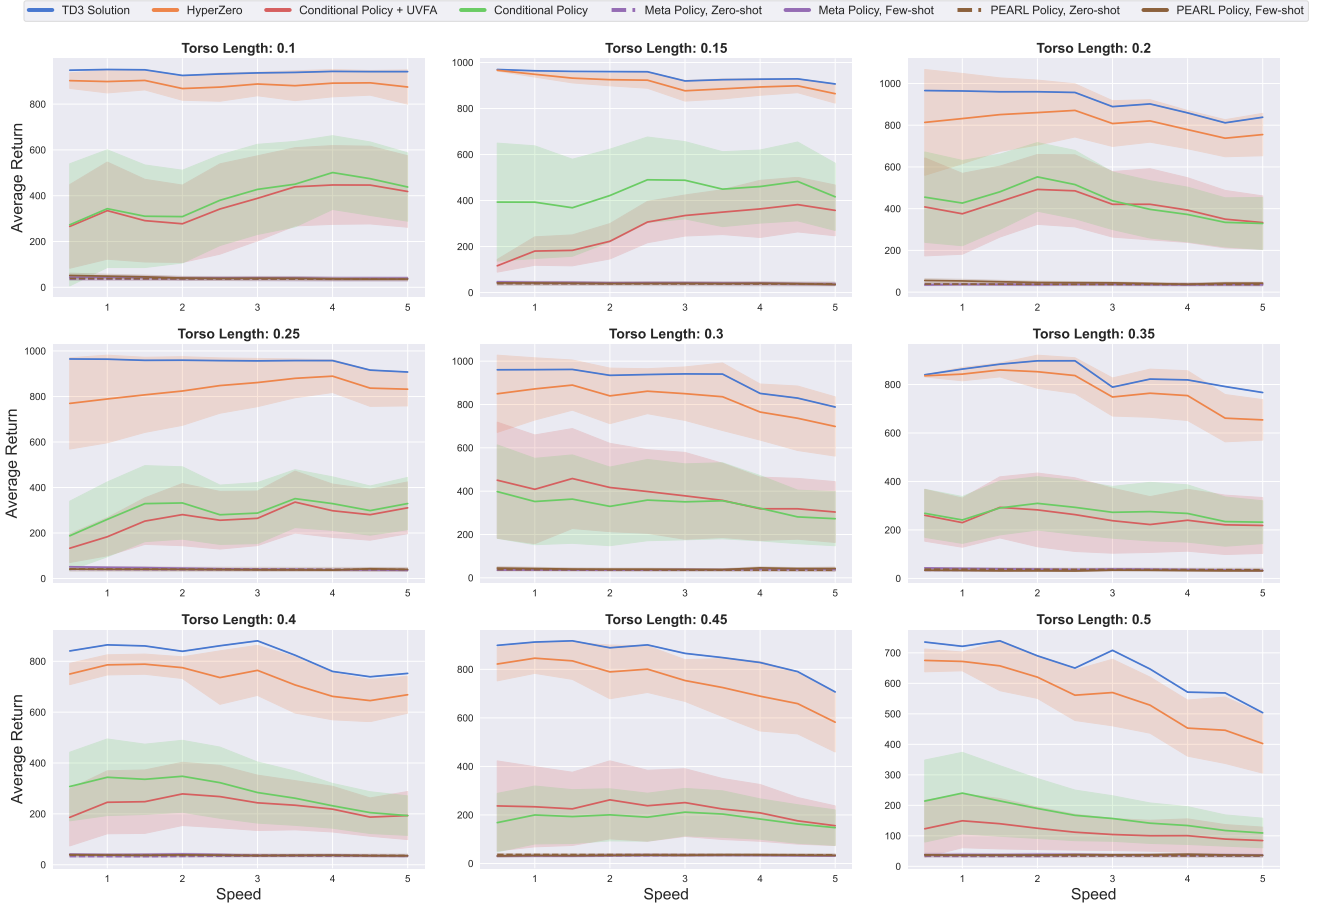 TD3 Solution HyperZero Conditional Policy + UVFA Conditional Policy Meta Policy, Zero-shot Meta Policy, Few-shot PEARL Policy, Zero-shot PEARL Policy, Few-shot
Torso Length: 0.1
Average Return
800
600
400
200
0
1 2 3 4 5
Torso Length: 0.15
1000
800
600
400
200
0
1 2 3 4 5
Torso Length: 0.2
1000
800
600
400
200
0
1 2 3 4 5
Torso Length: 0.25
Average Return
1000
800
600
400
200
0
1 2 3 4 5
Torso Length: 0.3
1000
800
600
400
200
0
1 2 3 4 5
Torso Length: 0.35
800
600
400
200
0
1 2 3 4 5
Torso Length: 0.4
Average Return
800
600
400
200
0
1 2 3 4 5
Speed
Torso Length: 0.45
800
600
400
200
0
1 2 3 4 5
Speed
Torso Length: 0.5
700
600
500
400
300
200
100
0
1 2 3 4 5
Speed